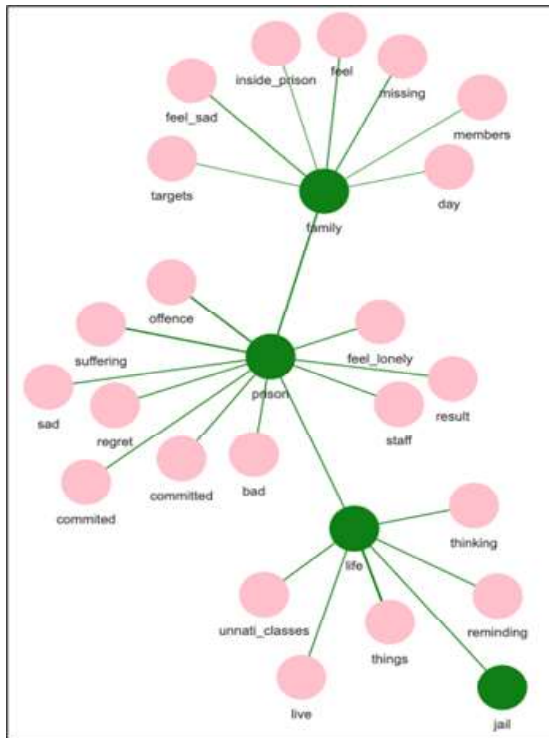 feel
inside_prison
missing
feel_sad
members
targets
day
family
offence
suffering
feel_lonely
prison
sad
result
regret
staff
committed
bad
commited
thinking
life
unnati_classes
reminding
things
live
jail